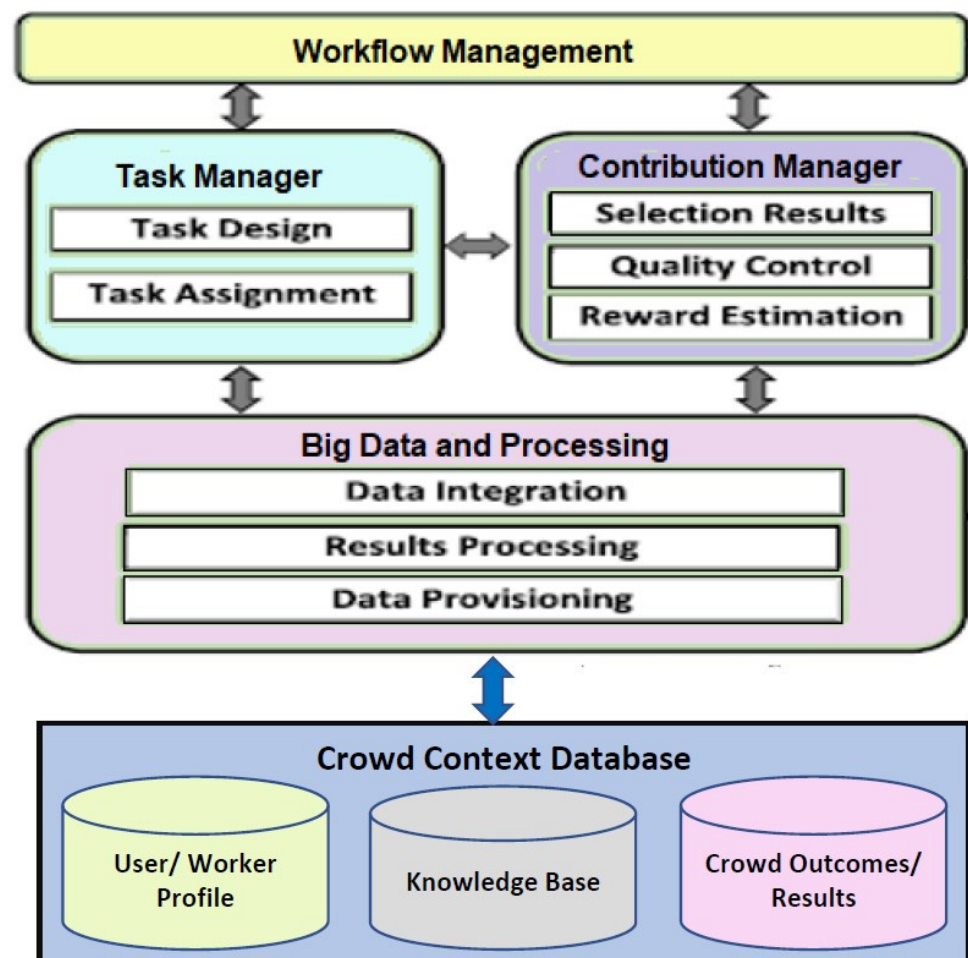 Workflow Management
Task Manager
Task Design
Task Assignment
Contribution Manager
Selection Results
Quality Control
Reward Estimation
Big Data and Processing
Data Integration
Results Processing
Data Provisioning
Crowd Context Database
User/ Worker
Profile
Knowledge Base
Crowd Outcomes/
Results